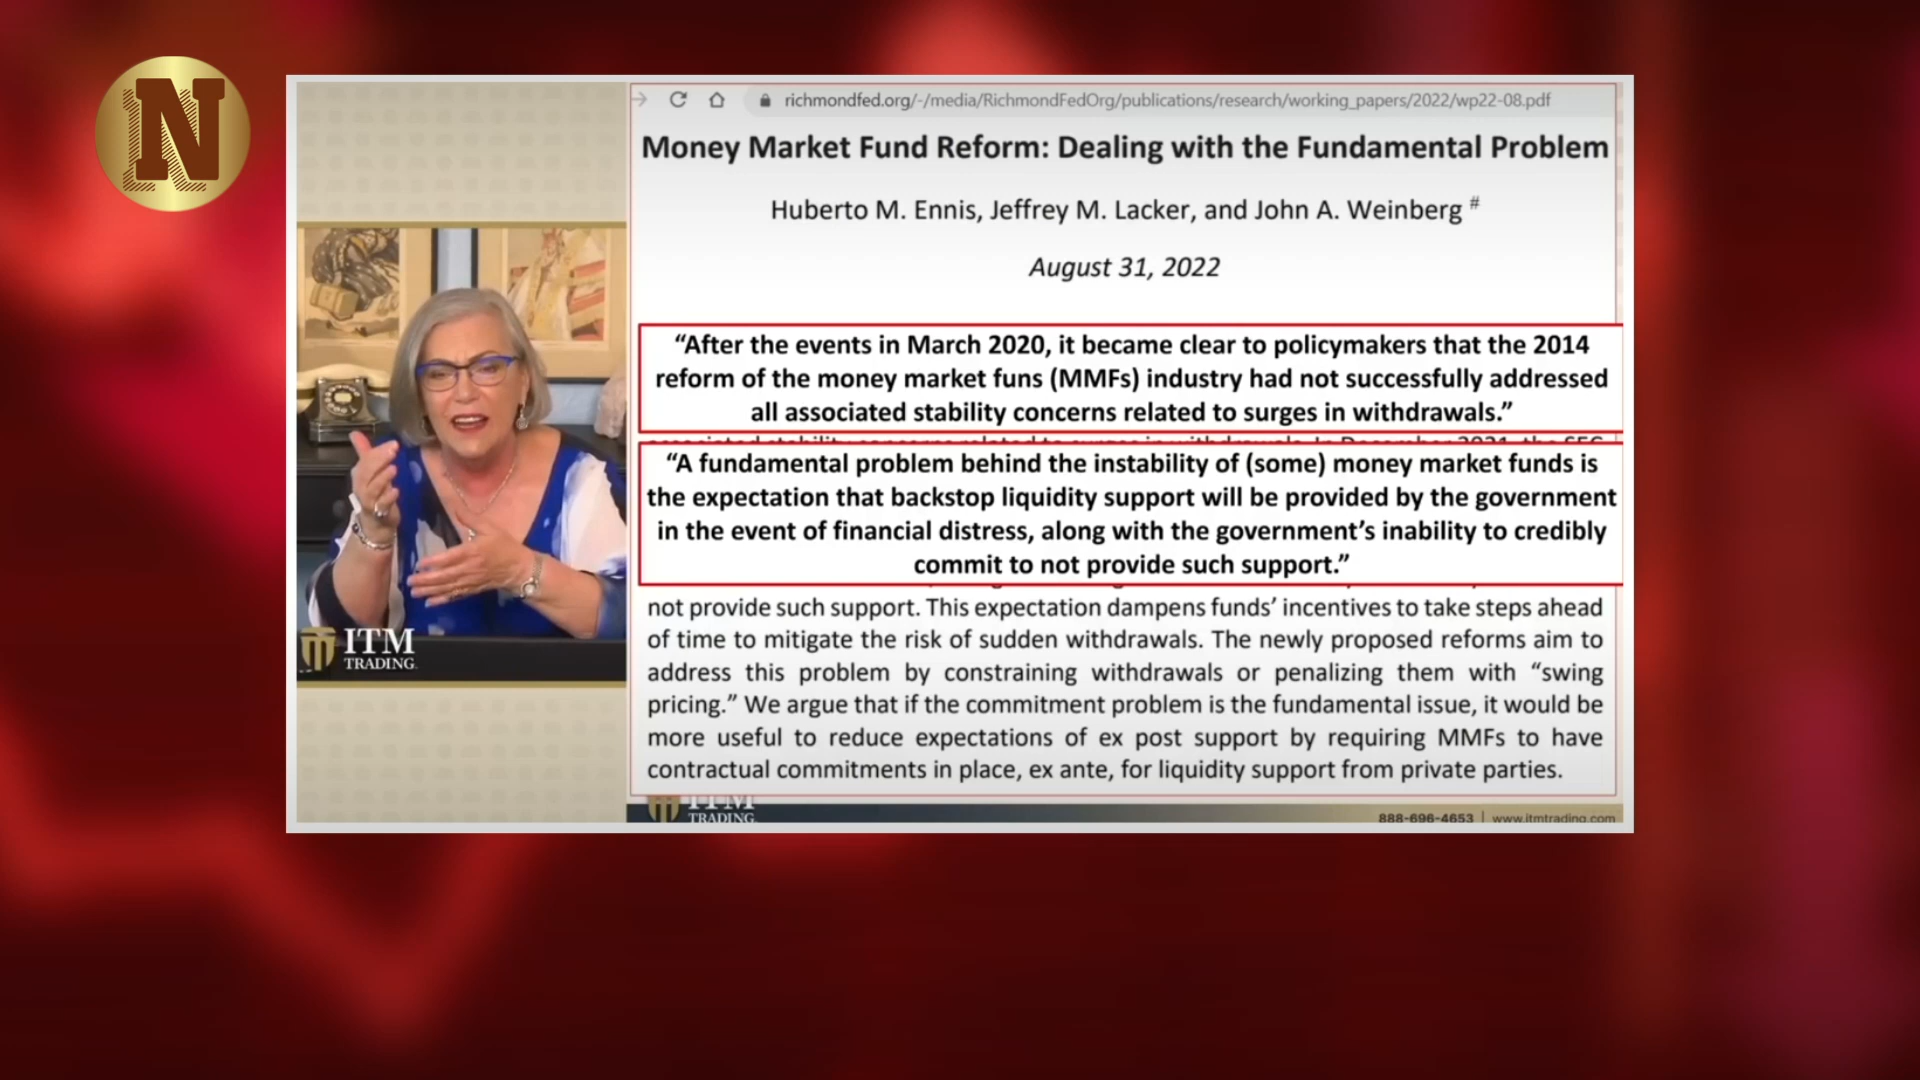 N
richmondfed.org/-/media/RichmondFedOrg/publications/research/working_papers/2022/wp22-08.pdf
Money Market Fund Reform: Dealing with the Fundamental Problem
Huberto M. Ennis, Jeffrey M. Lacker, and John A. Weinberg #
August 31, 2022
“After the events in March 2020, it became clear to policymakers that the 2014
reform of the money market funs (MMFs) industry had not successfully addressed
all associated stability concerns related to surges in withdrawals.”
“A fundamental problem behind the instability of (some) money market funds is
the expectation that backstop liquidity support will be provided by the government
in the event of financial distress, along with the government’s inability to credibly
commit to not provide such support.”
not provide such support. This expectation dampens funds’ incentives to take steps ahead
of time to mitigate the risk of sudden withdrawals. The newly proposed reforms aim to
address this problem by constraining withdrawals or penalizing them with “swing
pricing.” We argue that if the commitment problem is the fundamental issue, it would be
more useful to reduce expectations of ex post support by requiring MMFs to have
contractual commitments in place, ex ante, for liquidity support from private parties.
ITM
TRADING.
ITM
TRADING
888-696-4653 | www.itmtrading.com